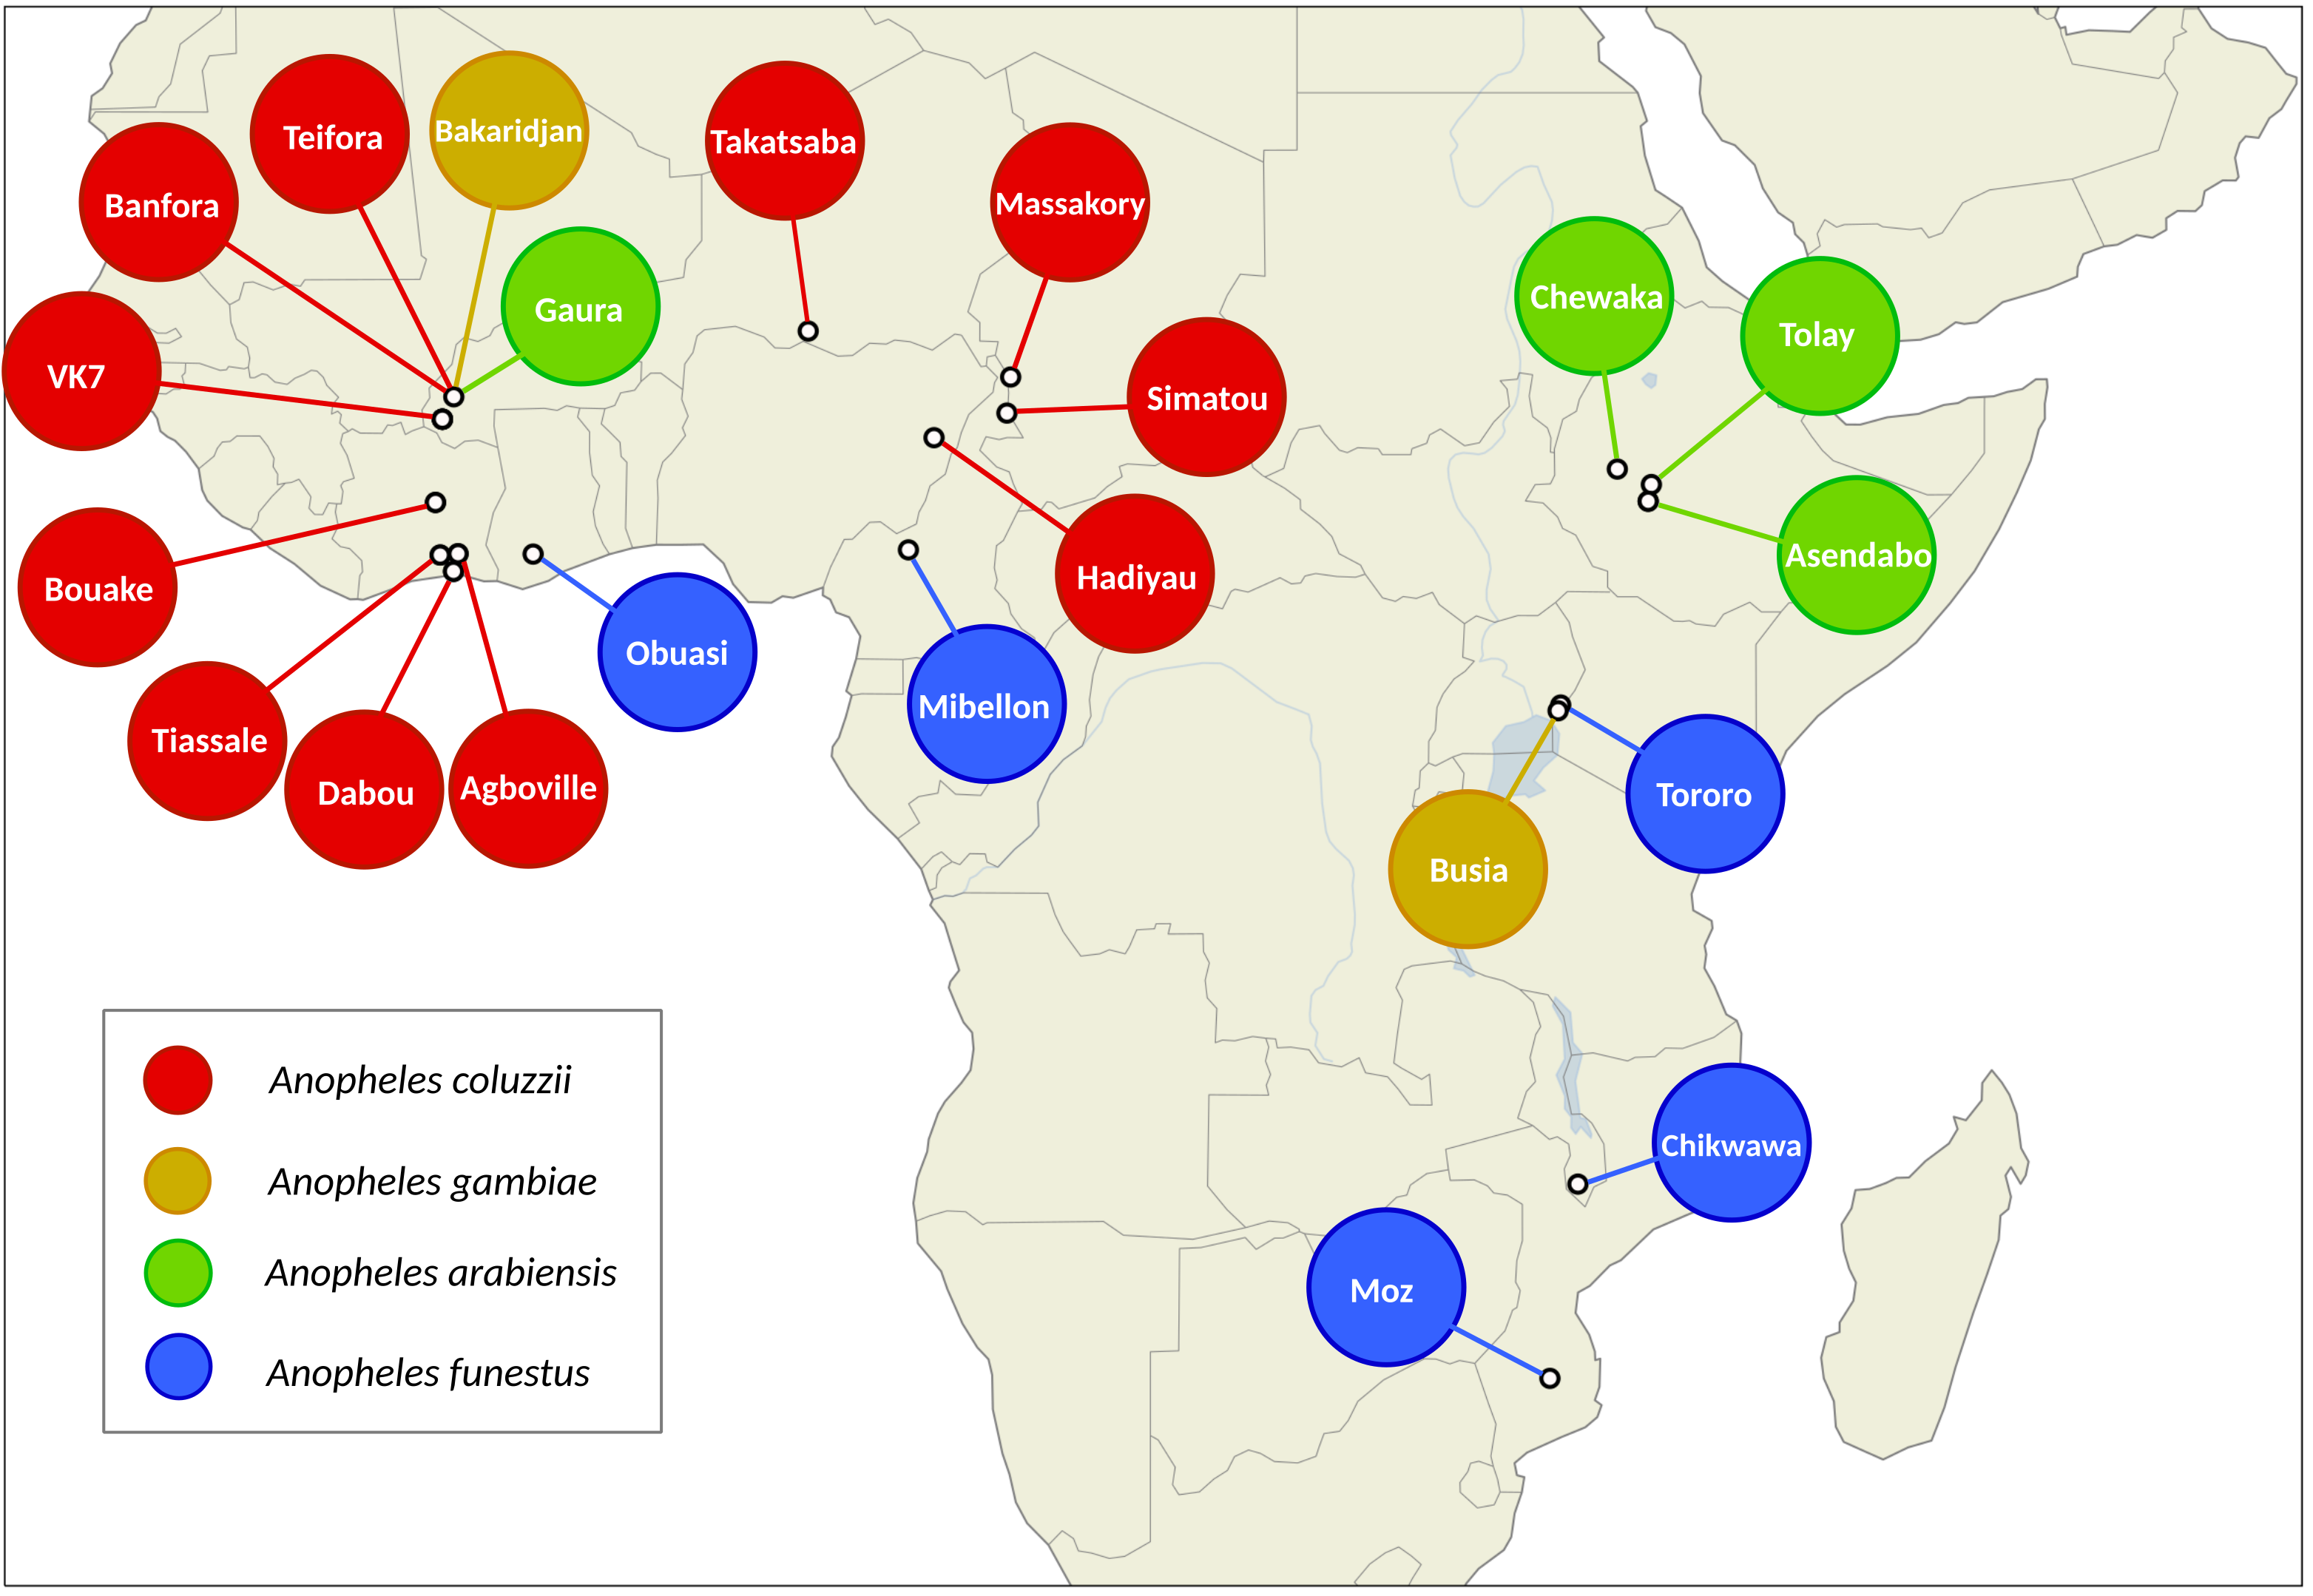 Teifora
Bakaridjan
Takatsaba
Banfora
Massakory
Gaura
Chewaka
Tolay
VK7
Simatou
Bouake
Hadiyau
Asendabo
Obuasi
Mibellon
Tiassale
Dabou
Agboville
Tororo
Busia
Chikwawa
Moz
Anopheles coluzzii
Anopheles gambiae
Anopheles arabiensis
Anopheles funestus